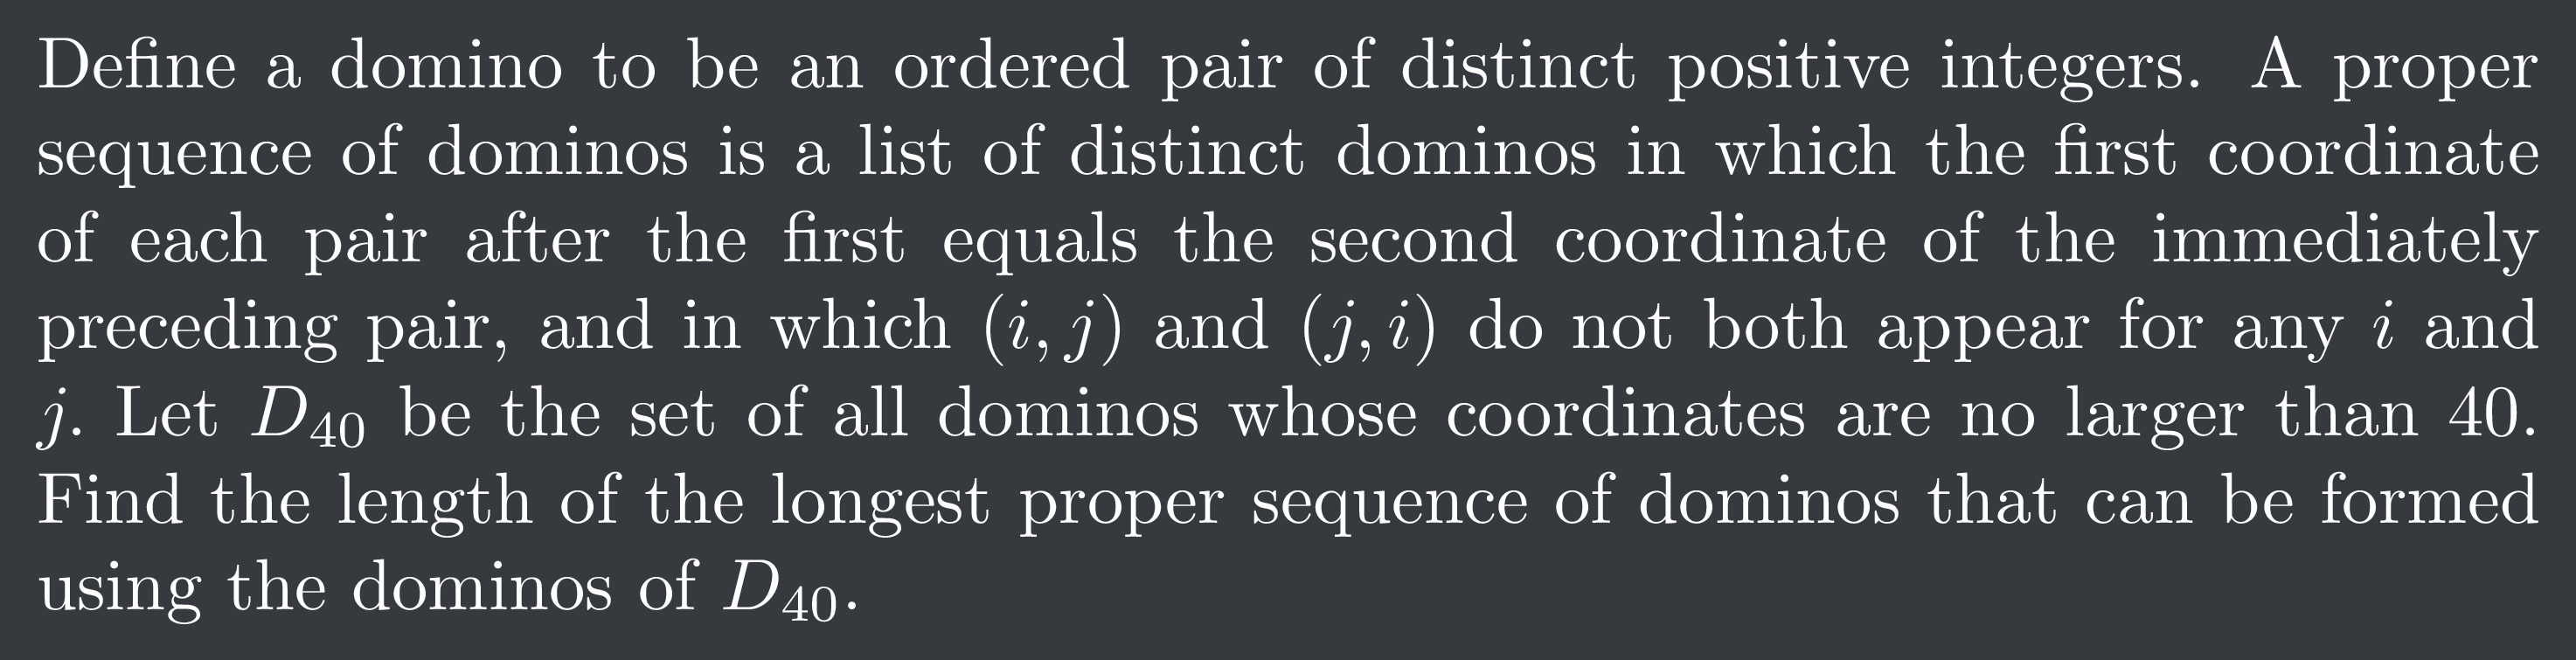 Define a domino to be an ordered pair of distinct positive integers. A proper
sequence of dominos is a list of distinct dominos in which the first coordinate
of each pair after the first equals the second coordinate of the immediately
preceding pair, and in which (i, j) and (j, i) do not both appear for any i and
j. Let D₄₀ be the set of all dominos whose coordinates are no larger than 40.
Find the length of the longest proper sequence of dominos that can be formed
using the dominos of D₄₀.